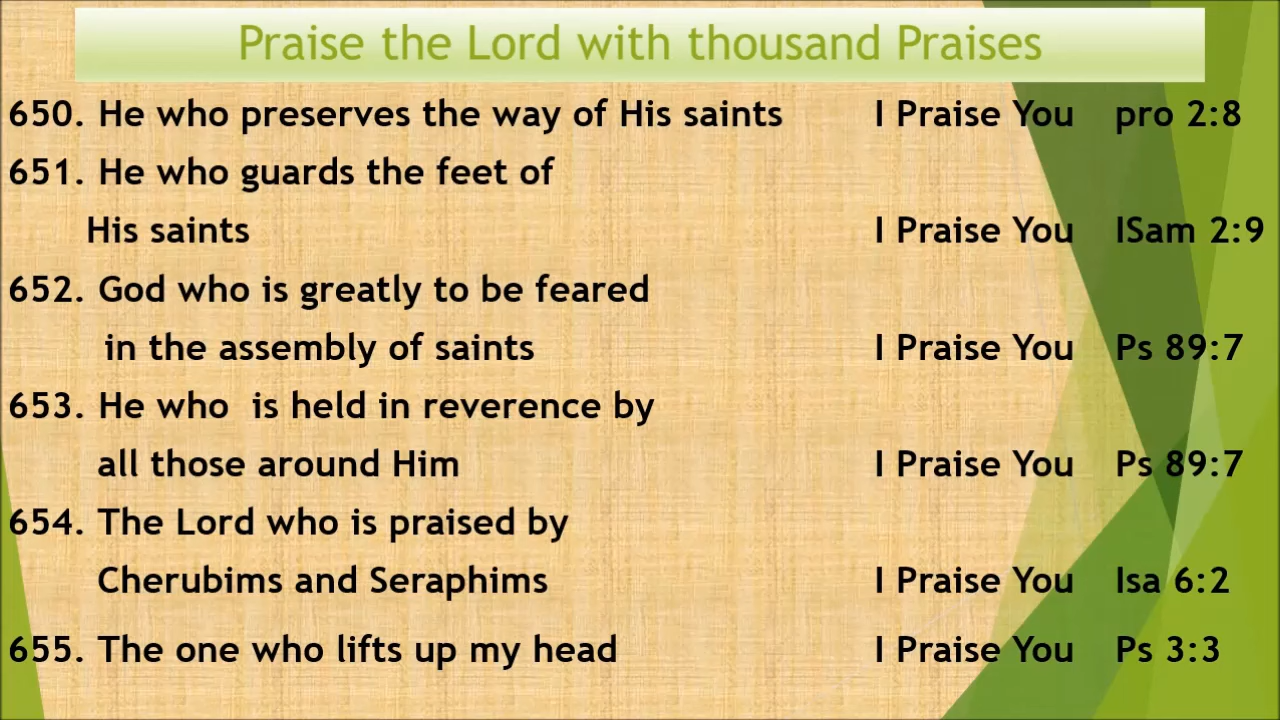 Praise the Lord with thousand Praises
650. He who preserves the way of His saints I Praise You pro 2:8
651. He who guards the feet of
His saints I Praise You ISam 2:9
652. God who is greatly to be feared
in the assembly of saints I Praise You Ps 89:7
653. He who is held in reverence by
all those around Him I Praise You Ps 89:7
654. The Lord who is praised by
Cherubims and Seraphims I Praise You Isa 6:2
655. The one who lifts up my head I Praise You Ps 3:3